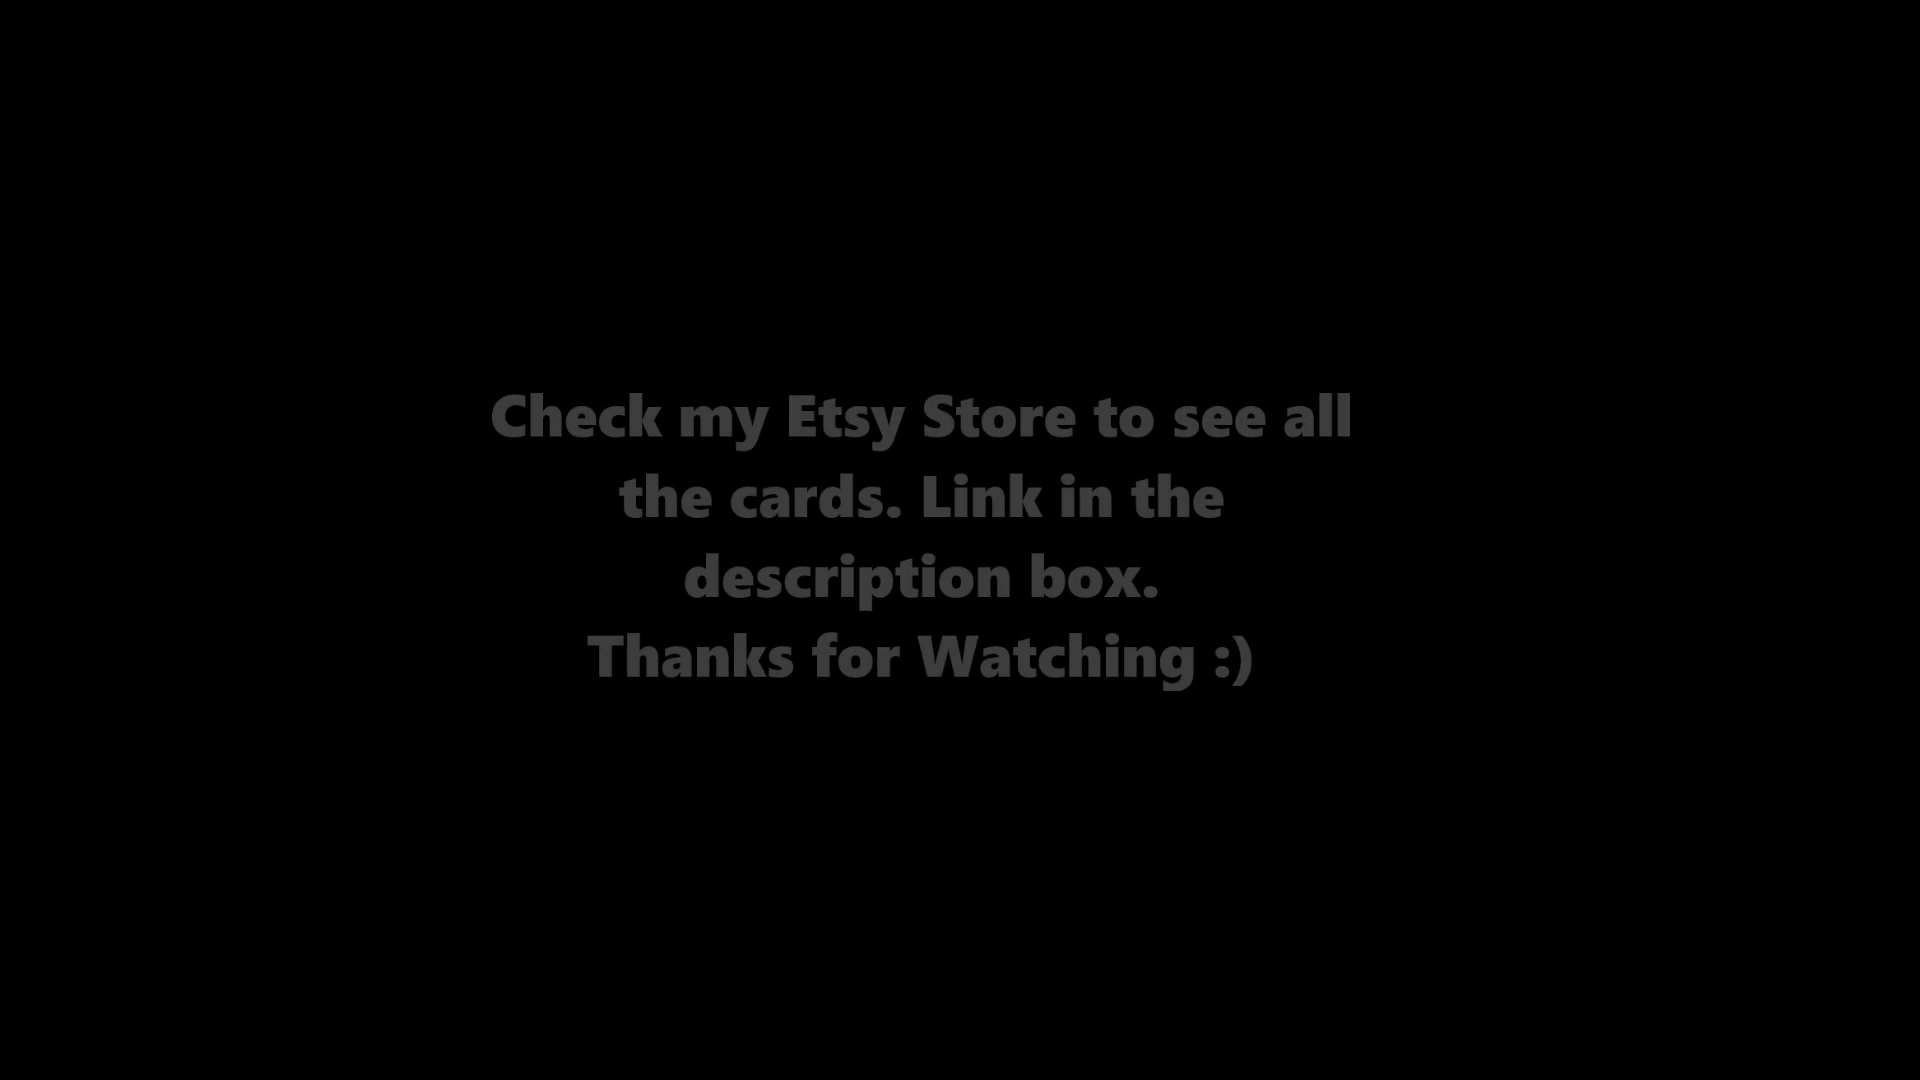 Check my Etsy Store to see all
the cards. Link in the
description box.
Thanks for Watching :)